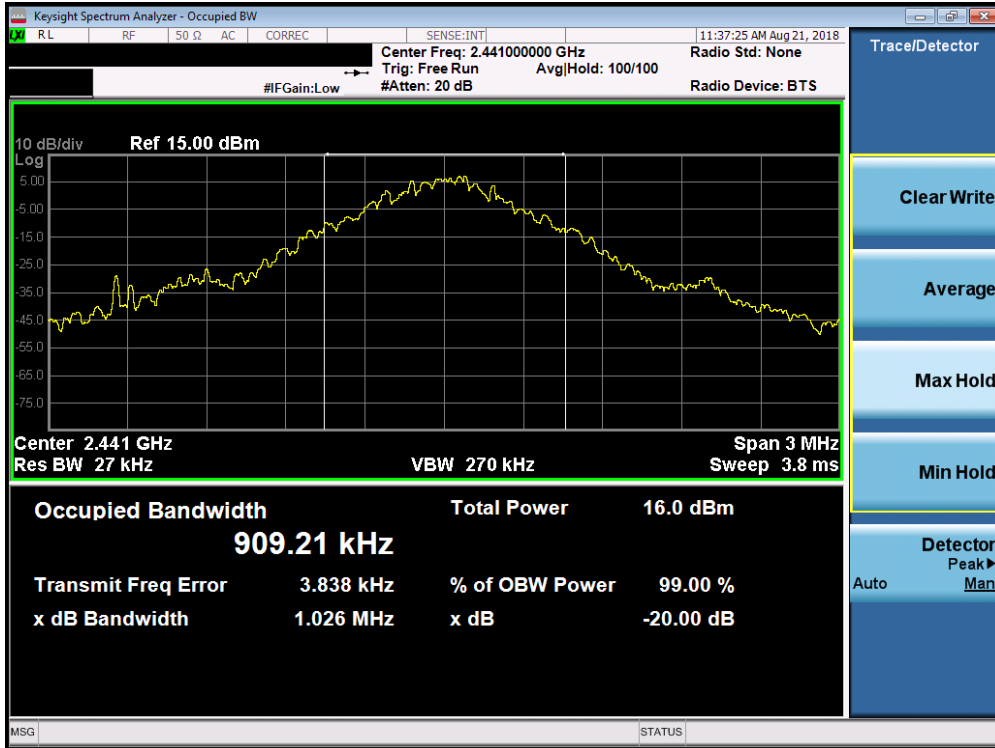 Keysight Spectrum Analyzer - Occupied BW
LXI RL RF 50 Ω AC CORREC SENSE:INT 11:37:25 AM Aug 21, 2018
Center Freq: 2.441000000 GHz Radio Std: None
Trig: Free Run Avg|Hold: 100/100
#IFGain:Low #Atten: 20 dB Radio Device: BTS
10 dB/div Ref 15.00 dBm
Log
5.00
-5.00
-15.0
-25.0
-35.0
-45.0
-55.0
-65.0
-75.0
Center 2.441 GHz Span 3 MHz
Res BW 27 kHz VBW 270 kHz Sweep 3.8 ms
Occupied Bandwidth Total Power 16.0 dBm
909.21 kHz
Transmit Freq Error 3.838 kHz % of OBW Power 99.00 %
x dB Bandwidth 1.026 MHz x dB -20.00 dB
MSG STATUS
Trace/Detector
Clear Write
Average
Max Hold
Min Hold
Detector
Peak▶
Auto Man